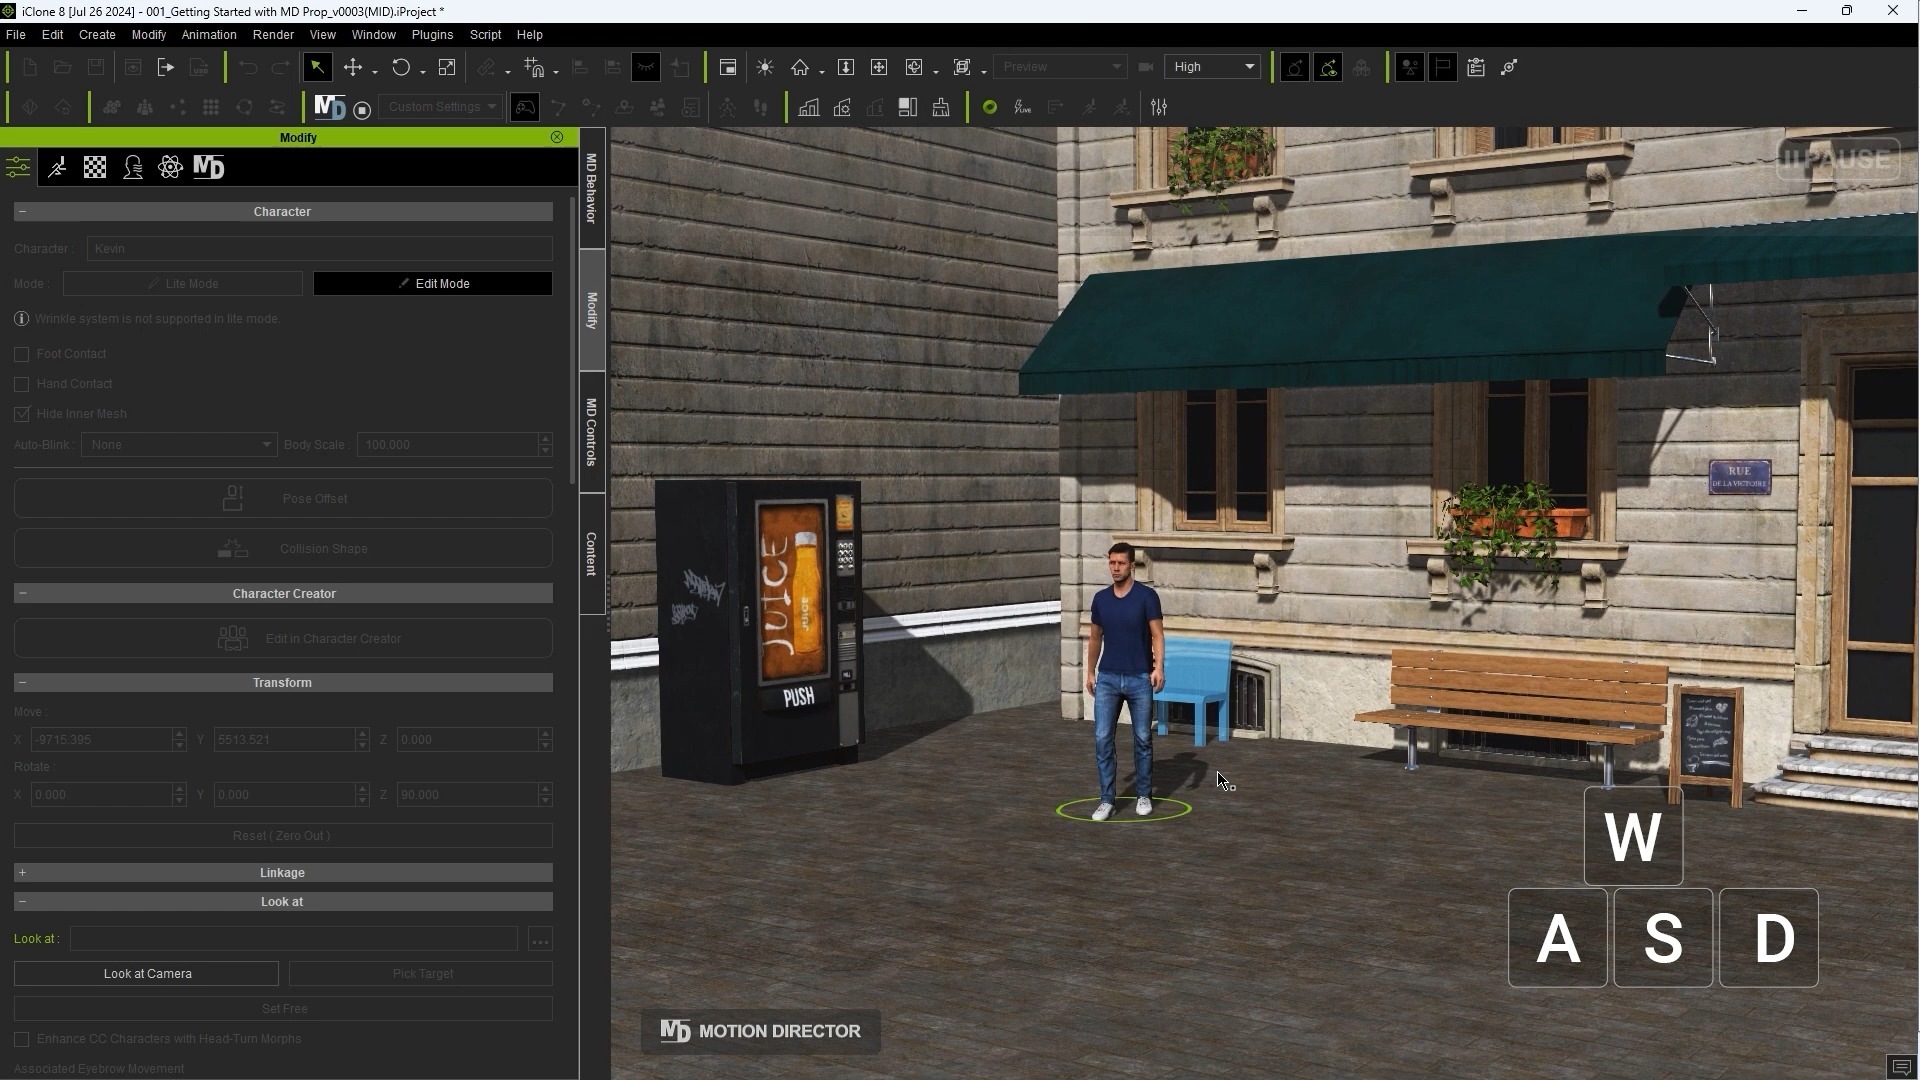 iClone 8 [Jul 26 2024] - 001_Getting Started with MD Prop_v0003(MID).iProject *
File Edit Create Modify Animation Render View Window Plugins Script Help
Preview High
MD Custom Settings
Modify
MD
Character
Character : Kevin
Mode : Lite Mode Edit Mode
Wrinkle system is not supported in lite mode.
Foot Contact
Hand Contact
Hide Inner Mesh
Auto-Blink : None Body Scale : 100.000
Pose Offset
Collision Shape
Character Creator
Edit in Character Creator
Transform
Move :
X -9715.395 Y 5513.521 Z 0.000
Rotate :
X 0.000 Y 0.000 Z 90.000
Reset ( Zero Out )
Linkage
Look at
Look at : ...
Look at Camera Pick Target
Set Free
Enhance CC Characters with Head-Turn Morphs
Associated Eyebrow Movement
MD Behavior
Modify
MD Controls
Content
PAUSE
JUICE
JUICE
PUSH
RUE
DE LA VICTOIRE
W
A S D
MD MOTION DIRECTOR